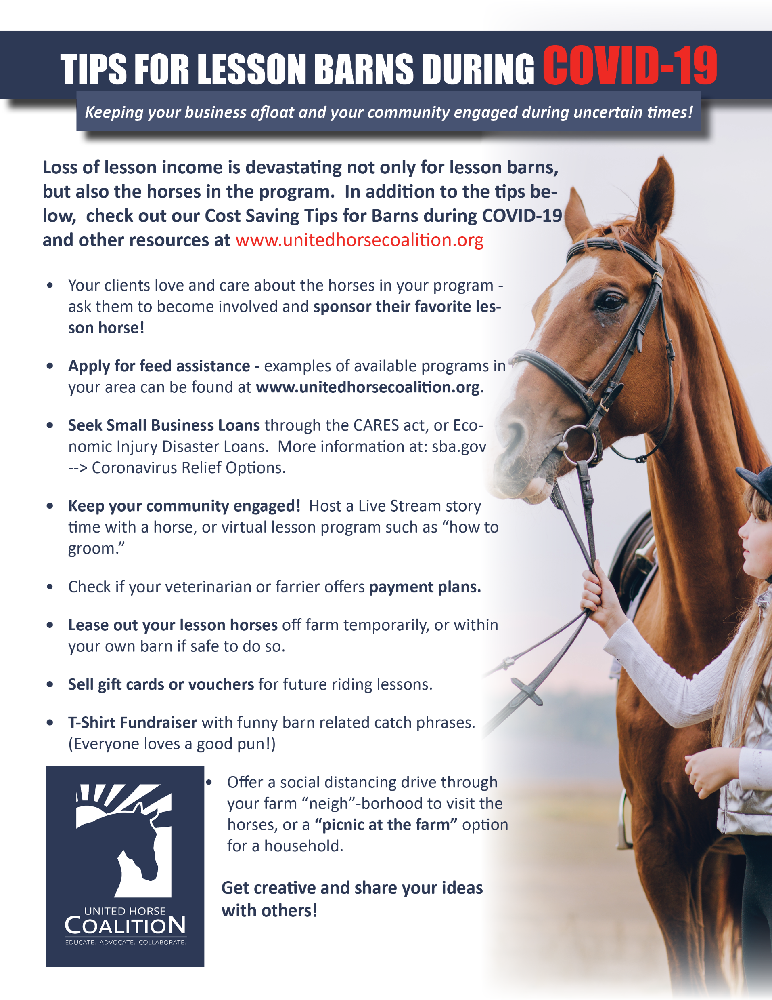 TIPS FOR LESSON BARNS DURING COVID-19
Keeping your business afloat and your community engaged during uncertain times!
Loss of lesson income is devastating not only for lesson barns,
but also the horses in the program.  In addition to the tips be-
low,  check out our Cost Saving Tips for Barns during COVID-19
and other resources at www.unitedhorsecoalition.org
• Your clients love and care about the horses in your program -
ask them to become involved and sponsor their favorite les-
son horse!
• Apply for feed assistance - examples of available programs in
your area can be found at www.unitedhorsecoalition.org.
• Seek Small Business Loans through the CARES act, or Eco-
nomic Injury Disaster Loans.  More information at: sba.gov
--> Coronavirus Relief Options.
• Keep your community engaged!  Host a Live Stream story
time with a horse, or virtual lesson program such as “how to
groom.”
• Check if your veterinarian or farrier offers payment plans.
• Lease out your lesson horses off farm temporarily, or within
your own barn if safe to do so.
• Sell gift cards or vouchers for future riding lessons.
• T-Shirt Fundraiser with funny barn related catch phrases.
(Everyone loves a good pun!)
• Offer a social distancing drive through
your farm “neigh”-borhood to visit the
horses, or a “picnic at the farm” option
for a household.
Get creative and share your ideas
with others!
UNITED HORSE
COALITION
EDUCATE. ADVOCATE. COLLABORATE.